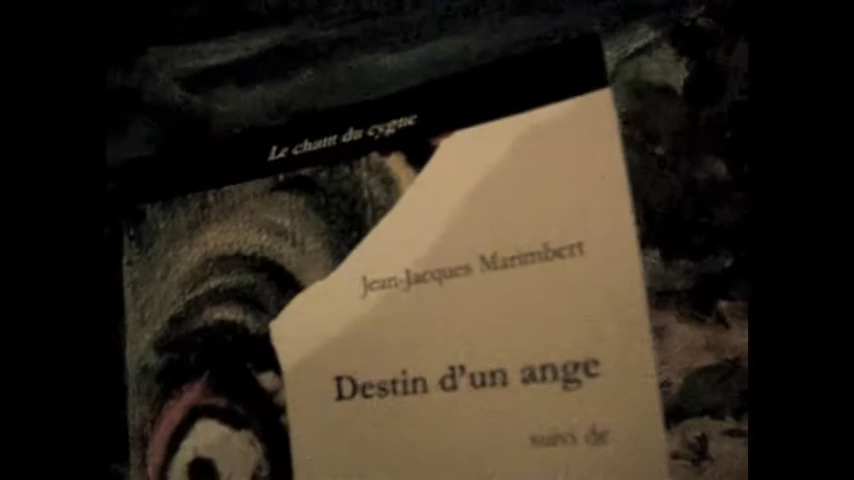 Le chant du cygne
Jean-Jacques Marimbert
Destin d'un ange
suivi de